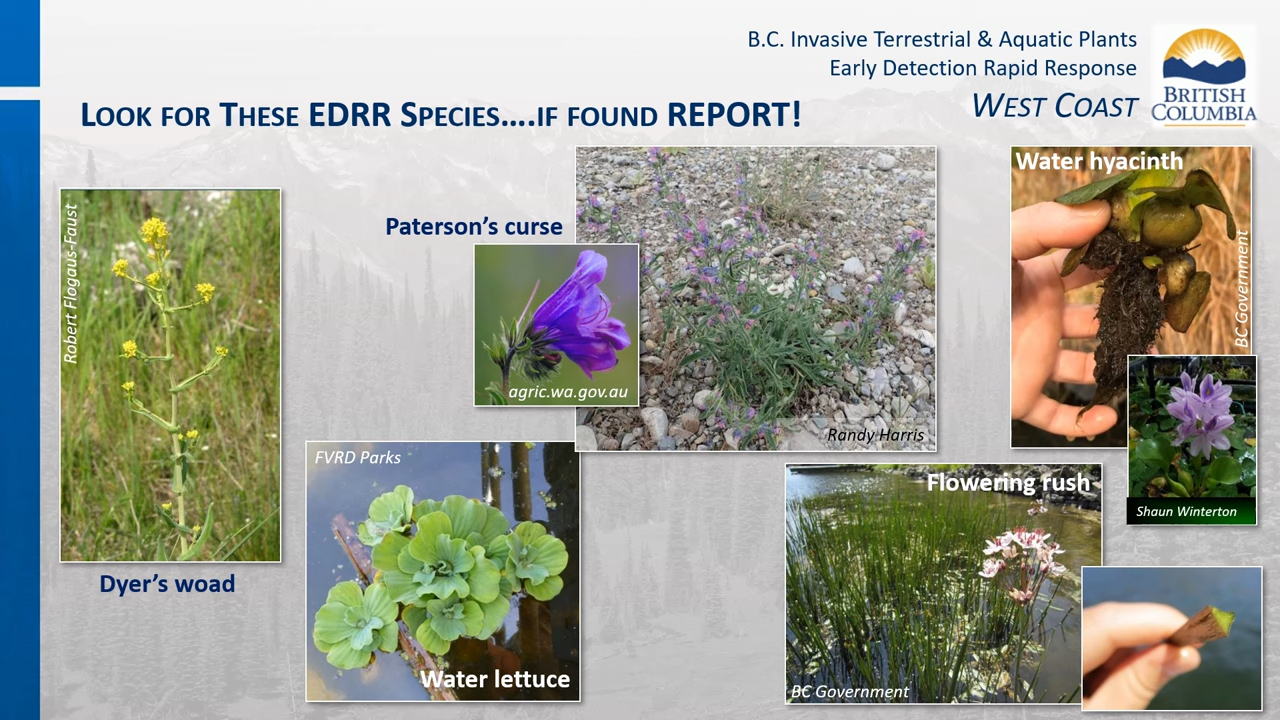 B.C. Invasive Terrestrial & Aquatic Plants
Early Detection Rapid Response
WEST COAST
BRITISH
COLUMBIA
LOOK FOR THESE EDRR SPECIES....IF FOUND REPORT!
Robert Flogaus-Faust
Dyer's woad
Paterson's curse
agric.wa.gov.au
Randy Harris
Water hyacinth
BC Government
Shaun Winterton
FVRD Parks
Water lettuce
Flowering rush
BC Government